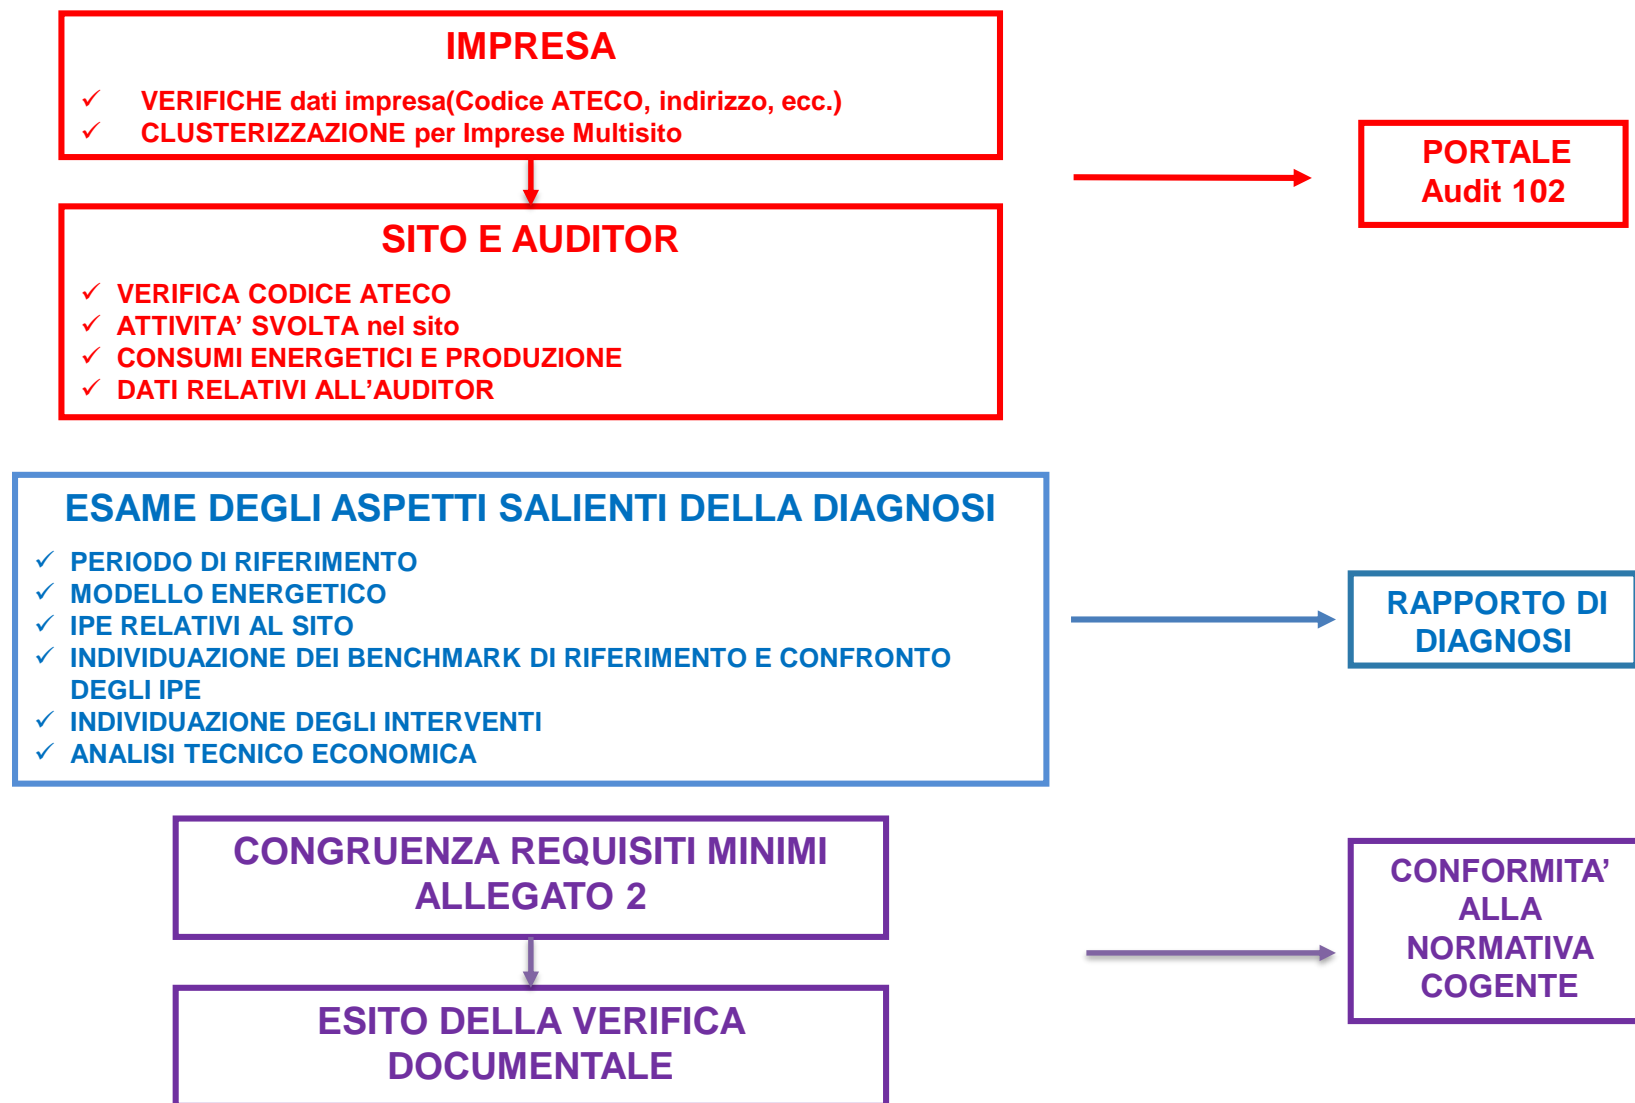 IMPRESA
✓ VERIFICHE dati impresa(Codice ATECO, indirizzo, ecc.)
✓ CLUSTERIZZAZIONE per Imprese Multisito
PORTALE
Audit 102
SITO E AUDITOR
✓ VERIFICA CODICE ATECO
✓ ATTIVITA’ SVOLTA nel sito
✓ CONSUMI ENERGETICI E PRODUZIONE
✓ DATI RELATIVI ALL’AUDITOR
ESAME DEGLI ASPETTI SALIENTI DELLA DIAGNOSI
✓ PERIODO DI RIFERIMENTO
✓ MODELLO ENERGETICO
✓ IPE RELATIVI AL SITO
✓ INDIVIDUAZIONE DEI BENCHMARK DI RIFERIMENTO E CONFRONTO
DEGLI IPE
✓ INDIVIDUAZIONE DEGLI INTERVENTI
✓ ANALISI TECNICO ECONOMICA
RAPPORTO DI
DIAGNOSI
CONGRUENZA REQUISITI MINIMI
ALLEGATO 2
CONFORMITA’
ALLA
NORMATIVA
COGENTE
ESITO DELLA VERIFICA
DOCUMENTALE